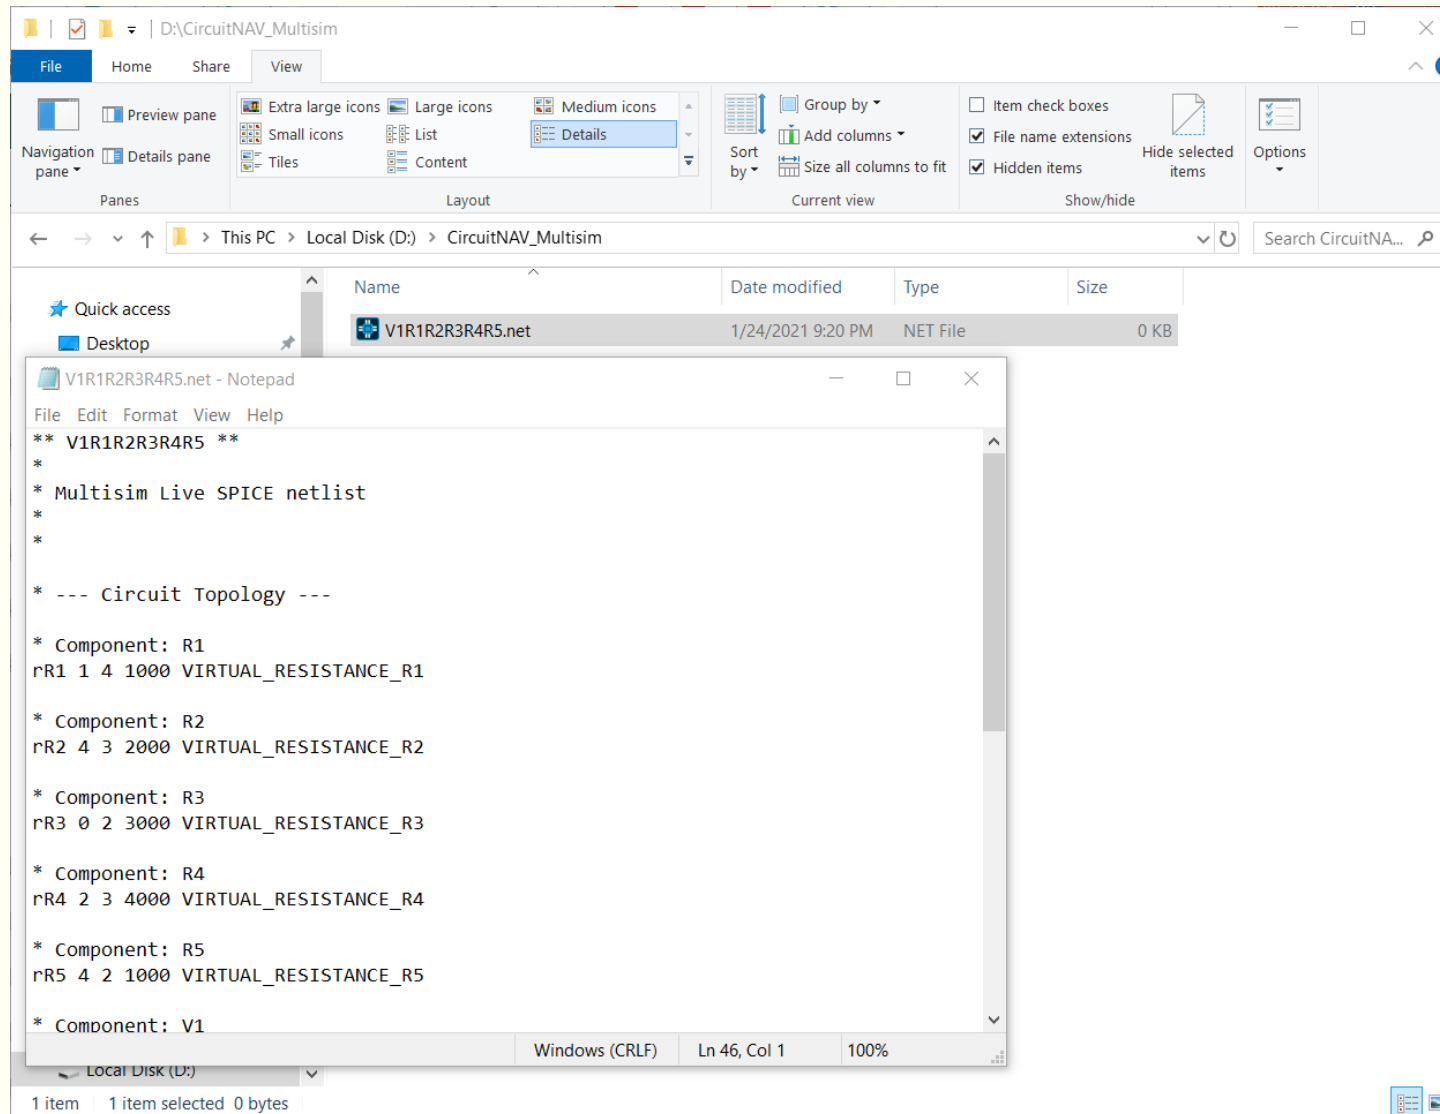 D:\CircuitNAV_Multisim
File Home Share View
Navigation pane
Preview pane
Details pane
Panes
Extra large icons Large icons Medium icons
Small icons List Details
Tiles Content
Layout
Sort by
Group by
Add columns
Size all columns to fit
Current view
Item check boxes
File name extensions
Hidden items
Hide selected items
Show/hide
Options
This PC > Local Disk (D:) > CircuitNAV_Multisim
Search CircuitNA...
Quick access
Desktop
Name Date modified Type Size
V1R1R2R3R4R5.net 1/24/2021 9:20 PM NET File 0 KB
V1R1R2R3R4R5.net - Notepad
File Edit Format View Help
** V1R1R2R3R4R5 **
*
* Multisim Live SPICE netlist
*
*
* --- Circuit Topology ---
* Component: R1
rR1 1 4 1000 VIRTUAL_RESISTANCE_R1
* Component: R2
rR2 4 3 2000 VIRTUAL_RESISTANCE_R2
* Component: R3
rR3 0 2 3000 VIRTUAL_RESISTANCE_R3
* Component: R4
rR4 2 3 4000 VIRTUAL_RESISTANCE_R4
* Component: R5
rR5 4 2 1000 VIRTUAL_RESISTANCE_R5
* Component: V1
Windows (CRLF) Ln 46, Col 1 100%
Local Disk (D:)
1 item 1 item selected 0 bytes